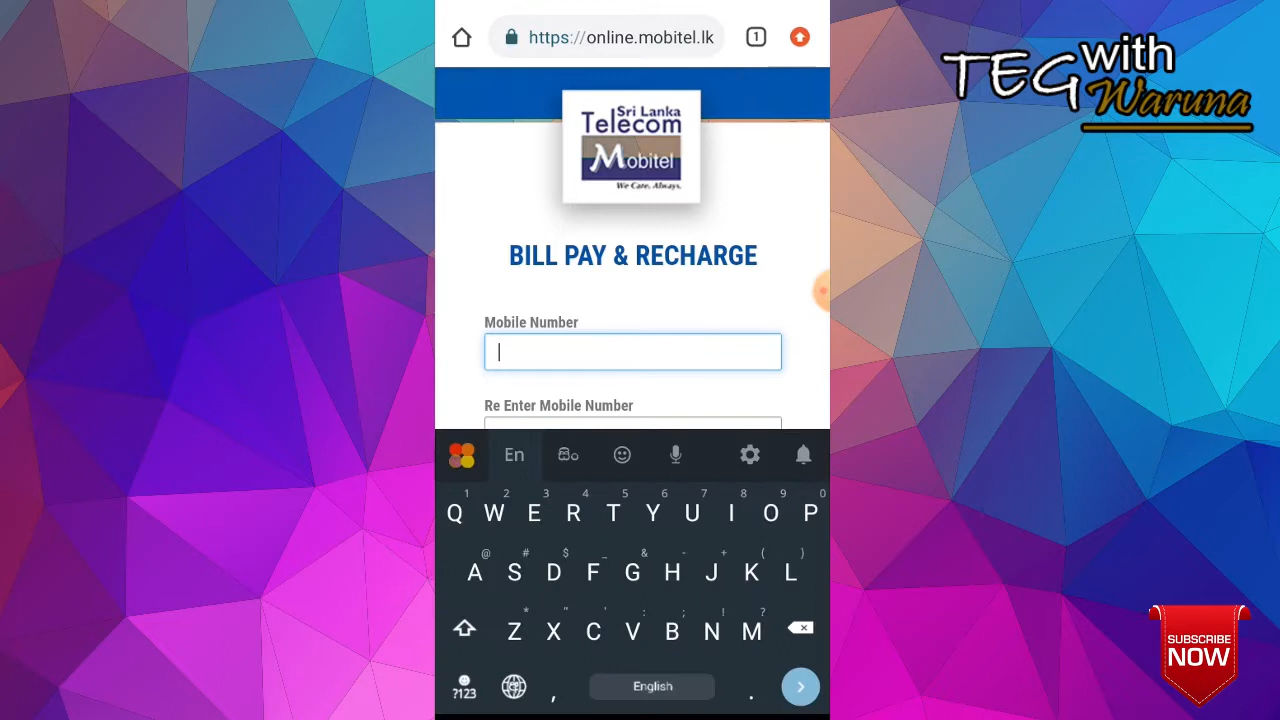 https://online.mobitel.lk
1
TEG with
Waruna
Sri Lanka
Telecom
Mobitel
We Care. Always.
BILL PAY & RECHARGE
Mobile Number
Re Enter Mobile Number
En
1 2 3 4 5 6 7 8 9 0
Q W E R T Y U I O P
@ # $ _ & - + ( )
A S D F G H J K L
* " ' : ; ! ?
Z X C V B N M
?123 , English .
SUBSCRIBE
NOW